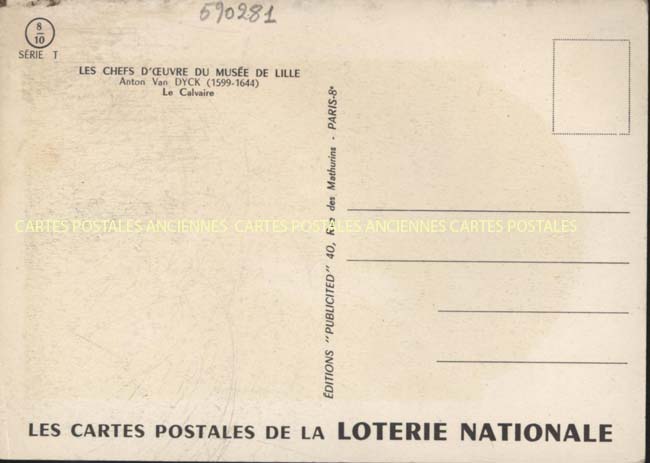 590281
8
10
SÉRIE T
LES CHEFS D'ŒUVRE DU MUSÉE DE LILLE
Anton Van DYCK (1599-1644)
Le Calvaire
ÉDITIONS "PUBLICITED" 40, Rue des Mathurins - PARIS-8e
CARTES POSTALES ANCIENNES CARTES POSTALES ANCIENNES CARTES POSTALES
LES CARTES POSTALES DE LA LOTERIE NATIONALE